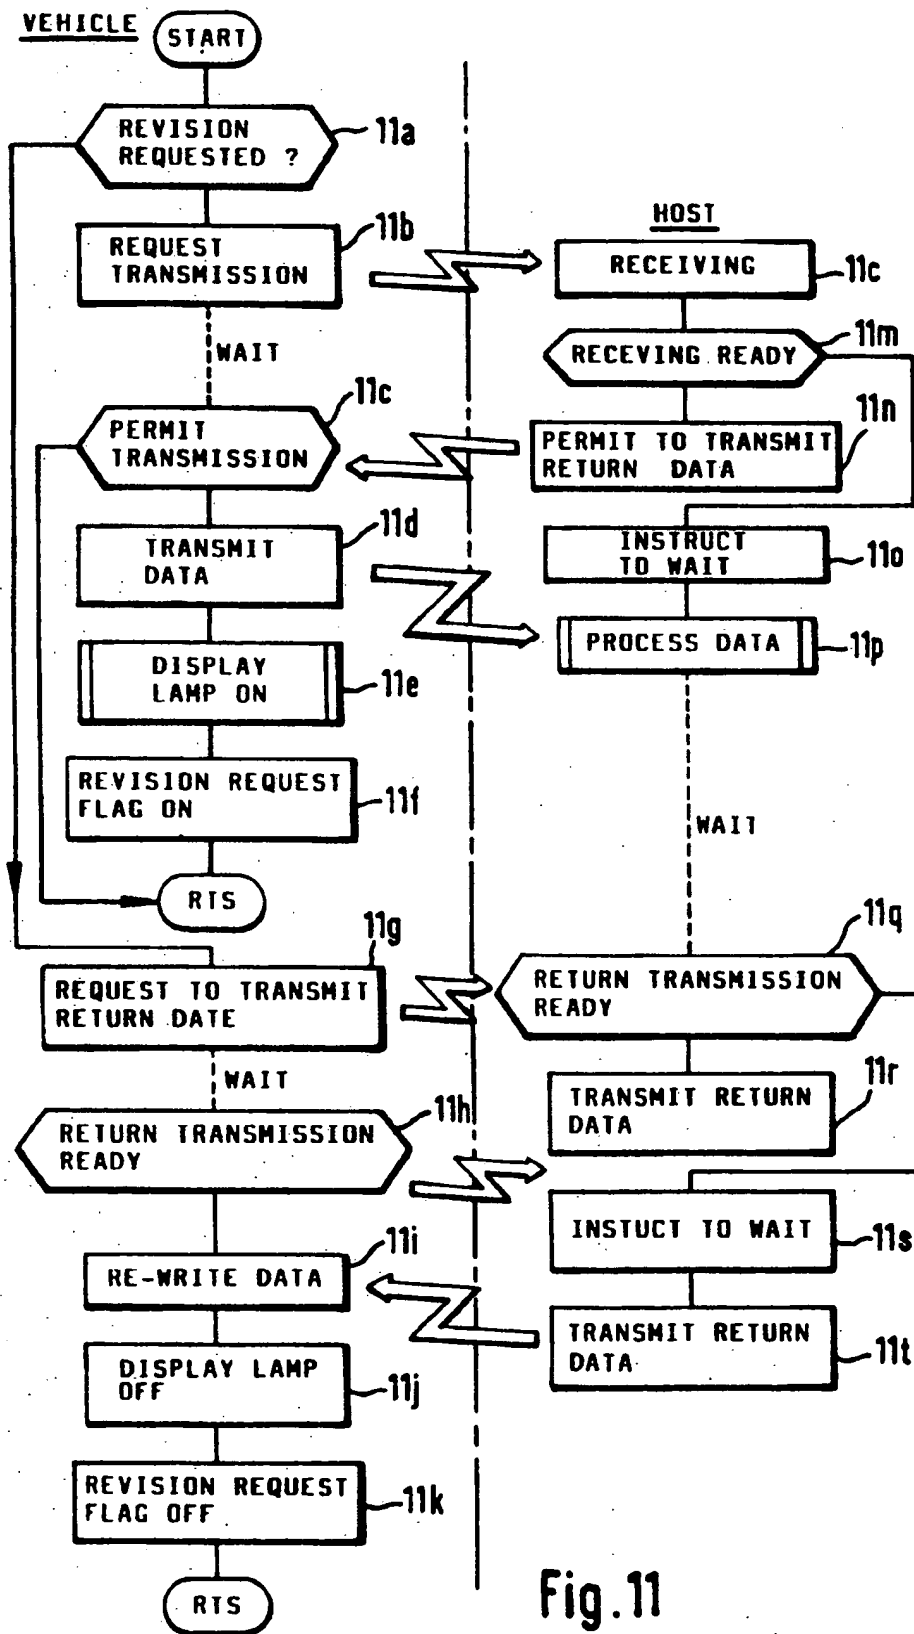 VEHICLE
START
REVISION
REQUESTED ?
11a
REQUEST
TRANSMISSION
11b
WAIT
PERMIT
TRANSMISSION
11c
TRANSMIT
DATA
11d
DISPLAY
LAMP ON
11e
REVISION REQUEST
FLAG ON
11f
RTS
11g
REQUEST TO TRANSMIT
RETURN DATE
WAIT
11h
RETURN TRANSMISSION
READY
11i
RE-WRITE DATA
DISPLAY LAMP
OFF
11j
REVISION REQUEST
FLAG OFF
11k
RTS
HOST
RECEIVING
11c
RECEVING READY
11m
11n
PERMIT TO TRANSMIT
RETURN DATA
INSTRUCT
TO WAIT
11o
PROCESS DATA
11p
WAIT
11q
RETURN TRANSMISSION
READY
11r
TRANSMIT RETURN
DATA
INSTUCT TO WAIT
11s
TRANSMIT RETURN
DATA
11t
Fig.11